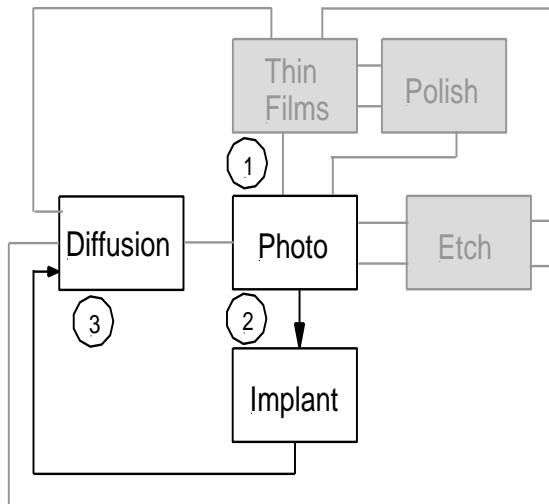 Thin
Films
Polish
1
Diffusion
Photo
Etch
3
2
Implant